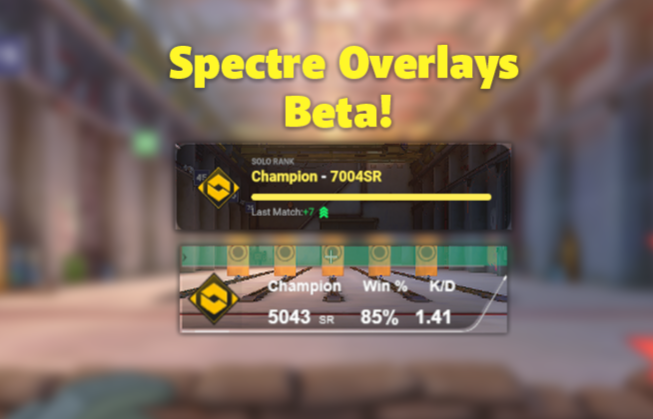 Spectre Overlays
Beta!
SOLO RANK
Champion - 7004SR
Last Match:+7
Champion Win % K/D
5043 SR 85% 1.41